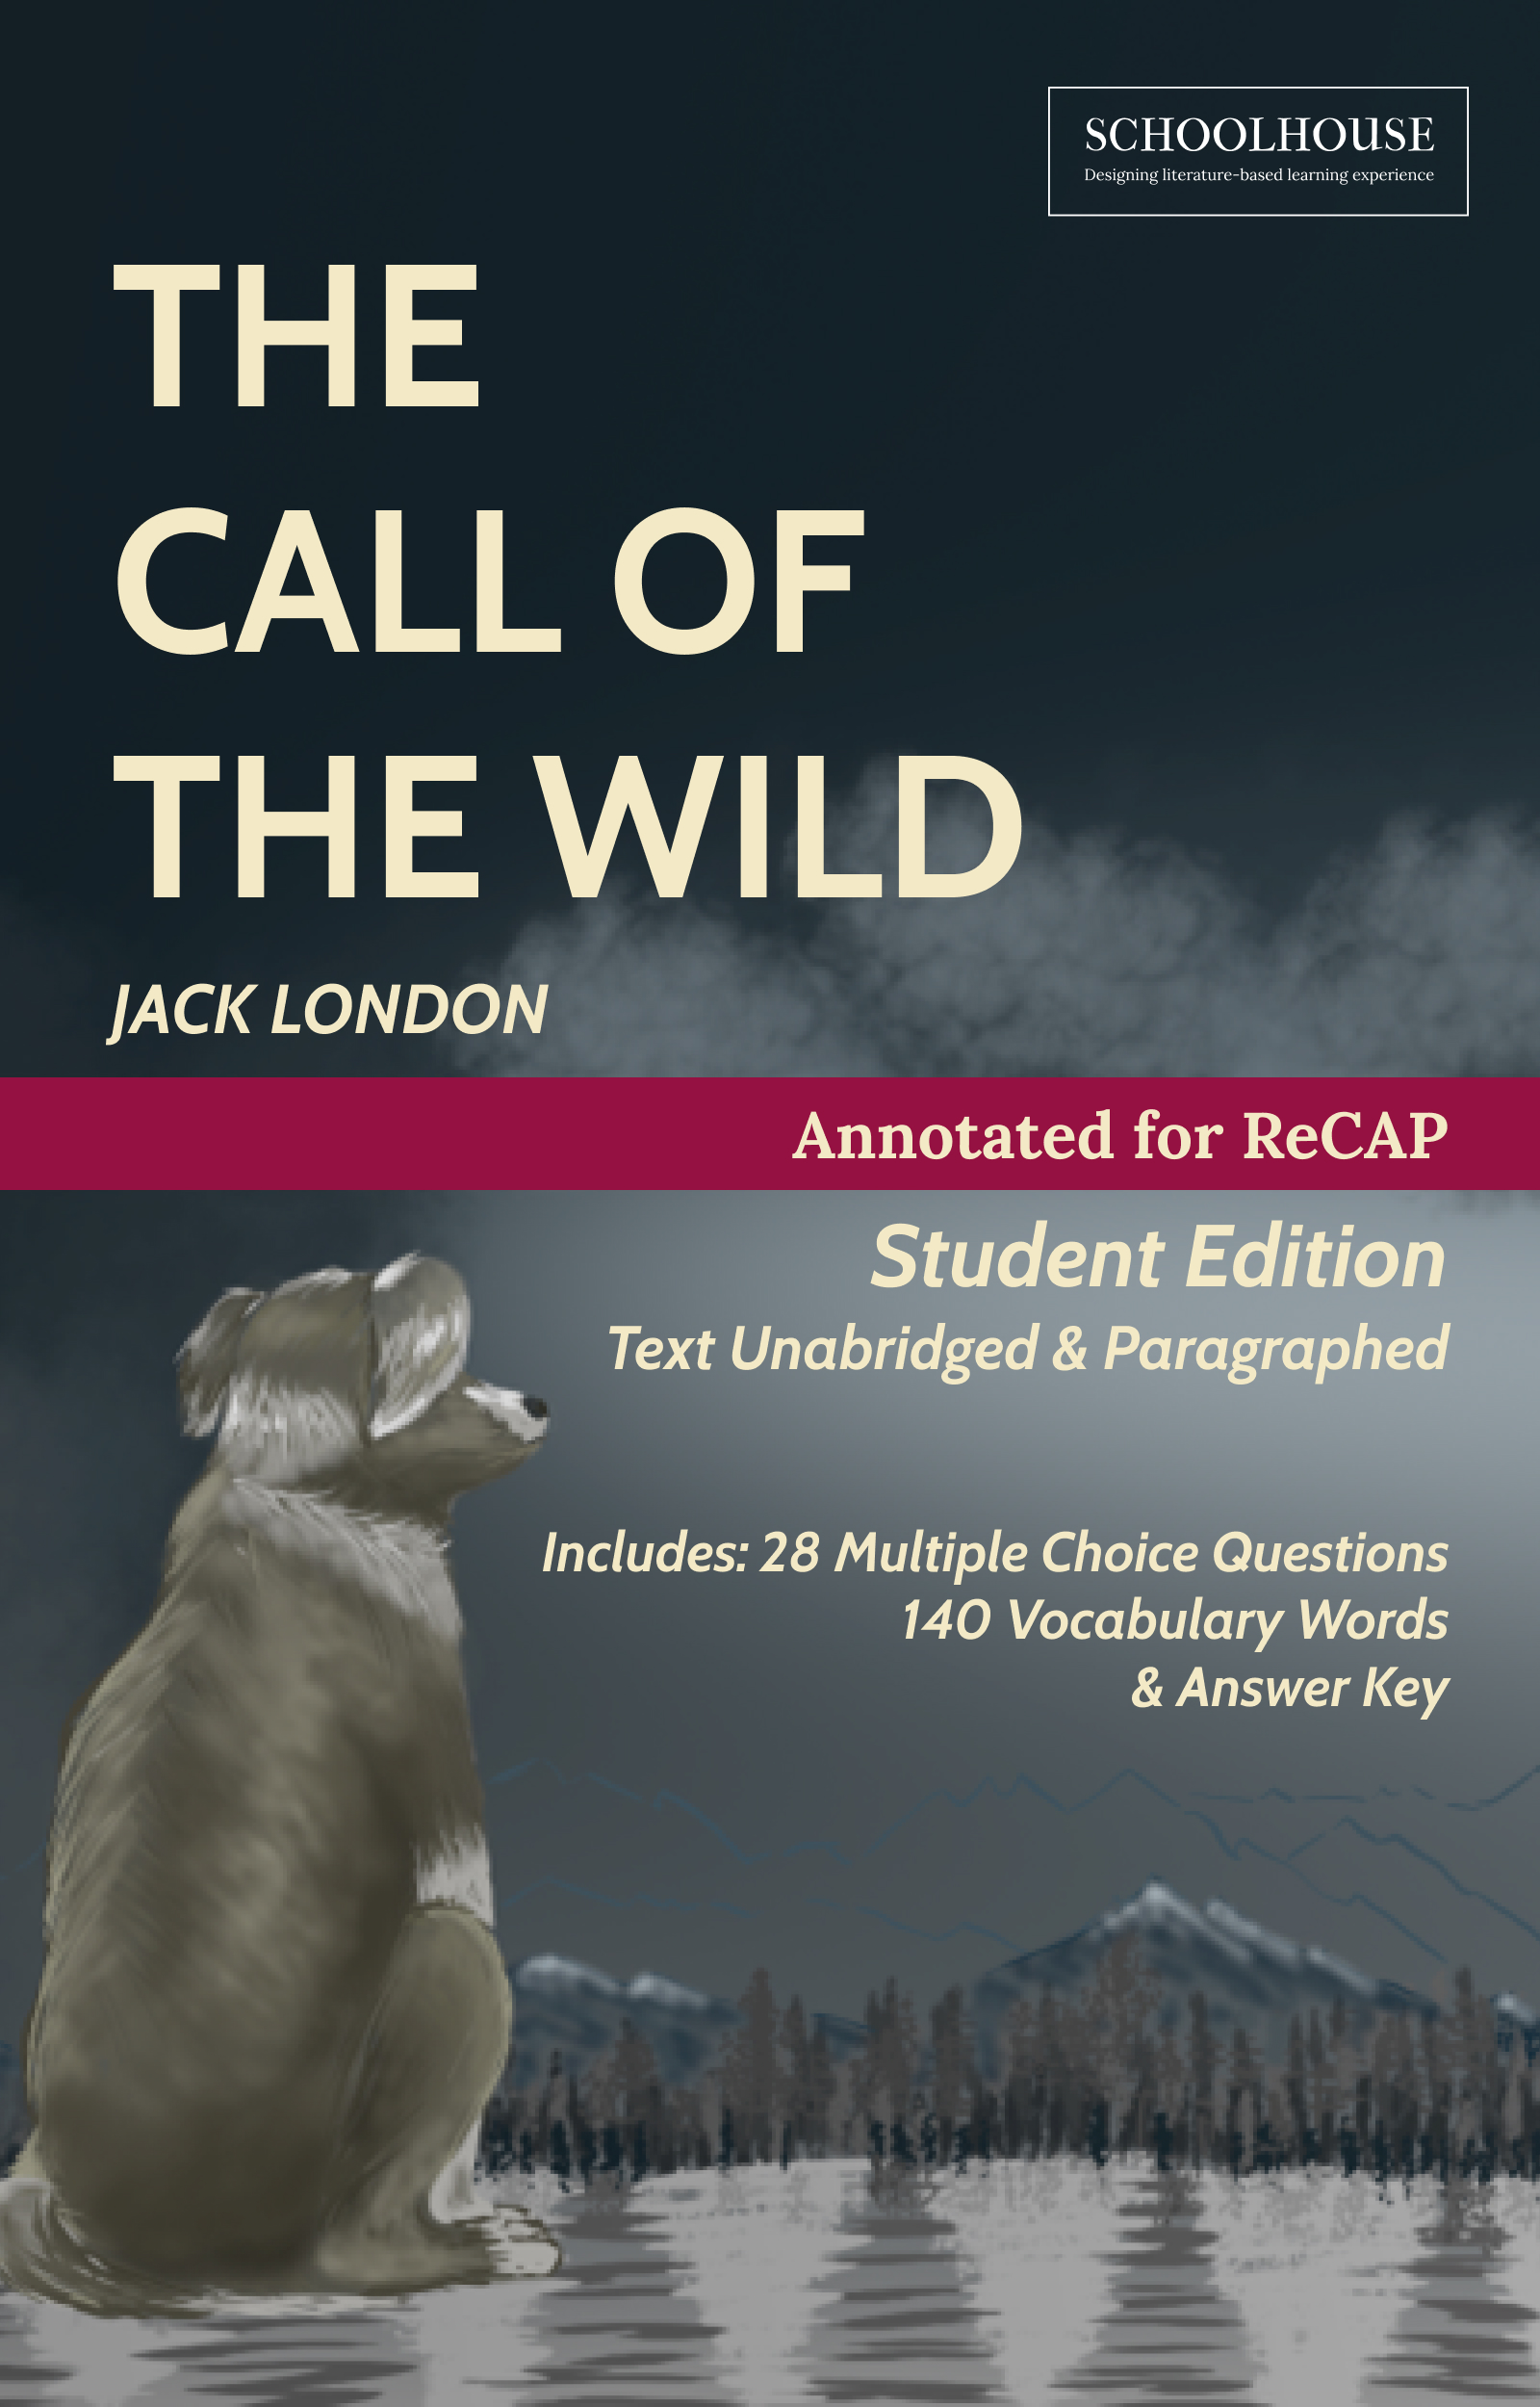 SCHOOLHOUSE
Designing literature-based learning experience
THE
CALL OF
THE WILD
JACK LONDON
Annotated for ReCAP
Student Edition
Text Unabridged & Paragraphed
Includes: 28 Multiple Choice Questions
140 Vocabulary Words
& Answer Key